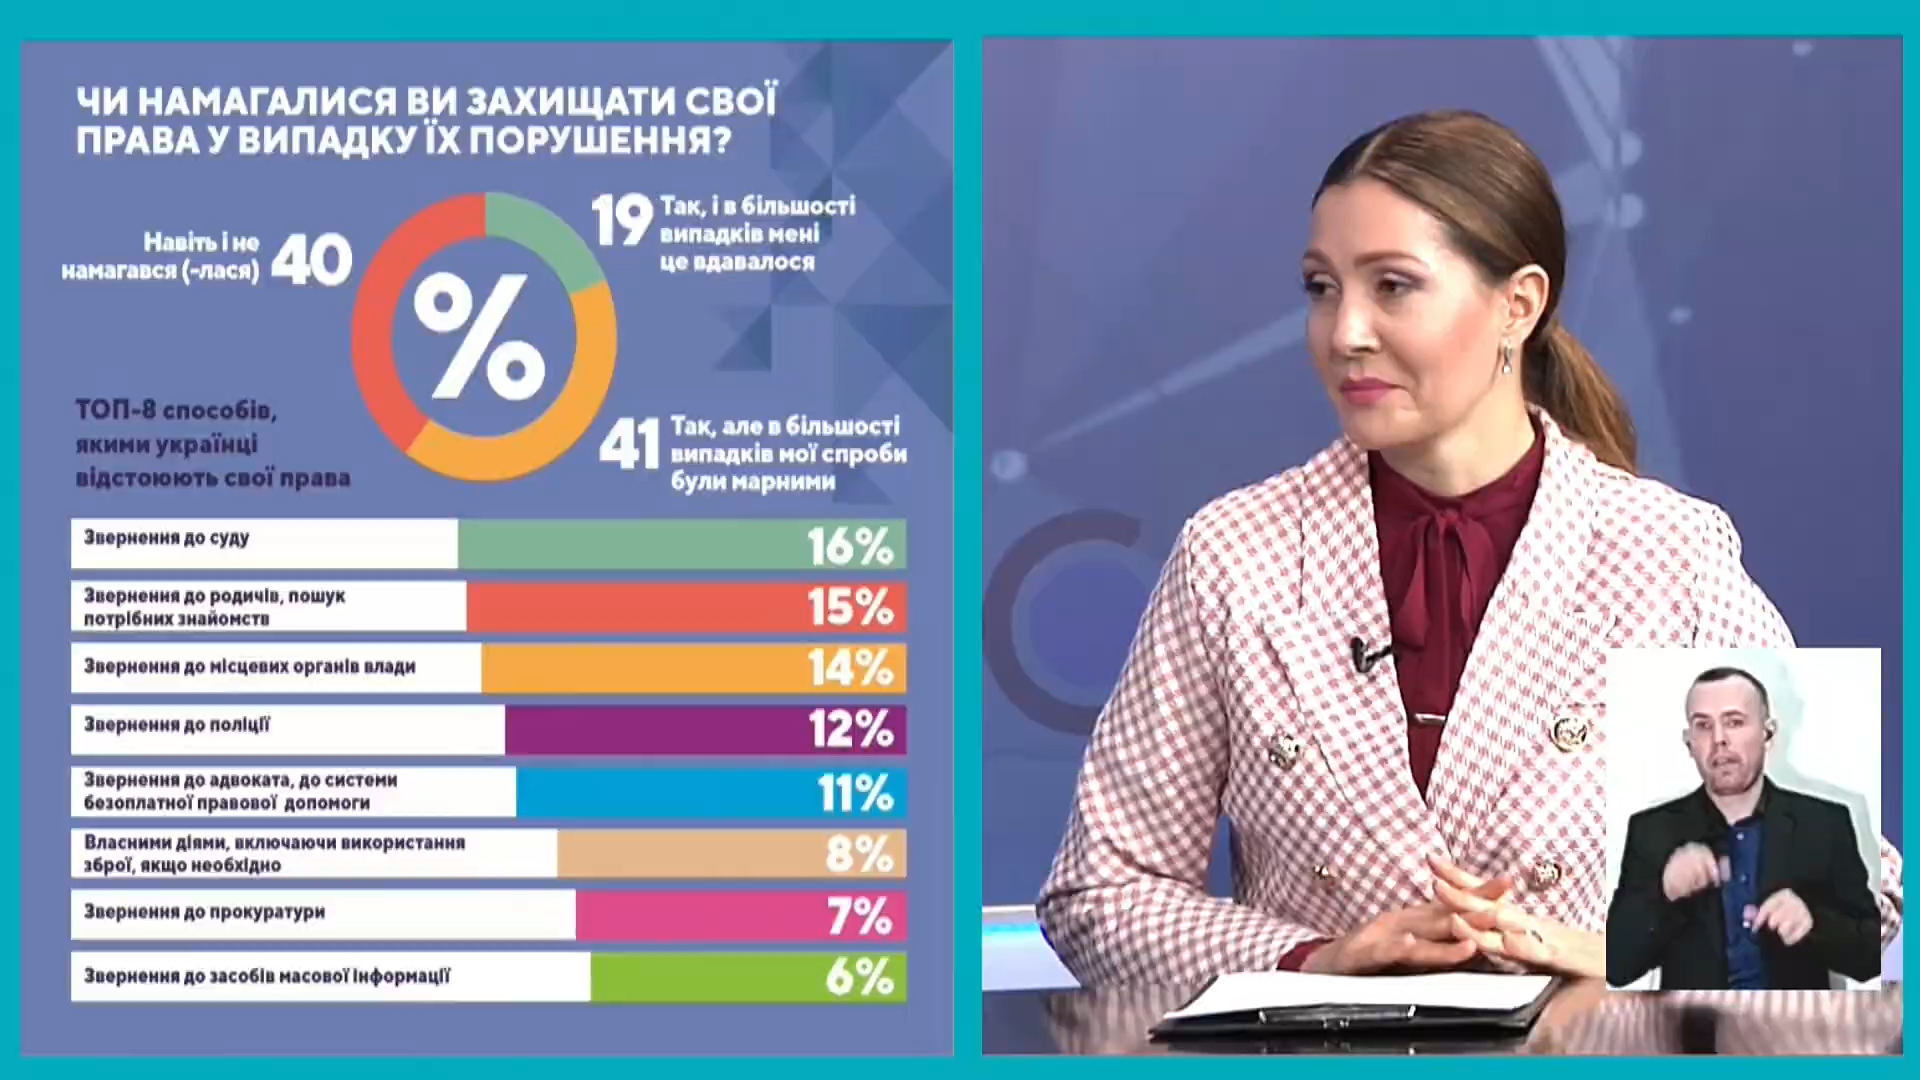 ЧИ НАМАГАЛИСЯ ВИ ЗАХИЩАТИ СВОЇ
ПРАВА У ВИПАДКУ ЇХ ПОРУШЕННЯ?
Навіть і не
намагався (-лася)
40
%
19
Так, і в більшості
випадків мені
це вдавалося
41
Так, але в більшості
випадків мої спроби
були марними
ТОП-8 способів,
якими українці
відстоюють свої права
Звернення до суду 16%
Звернення до родичів, пошук
потрібних знайомств 15%
Звернення до місцевих органів влади 14%
Звернення до поліції 12%
Звернення до адвоката, до системи
безоплатної правової допомоги 11%
Власними діями, включаючи використання
зброї, якщо необхідно 8%
Звернення до прокуратури 7%
Звернення до засобів масової інформації 6%